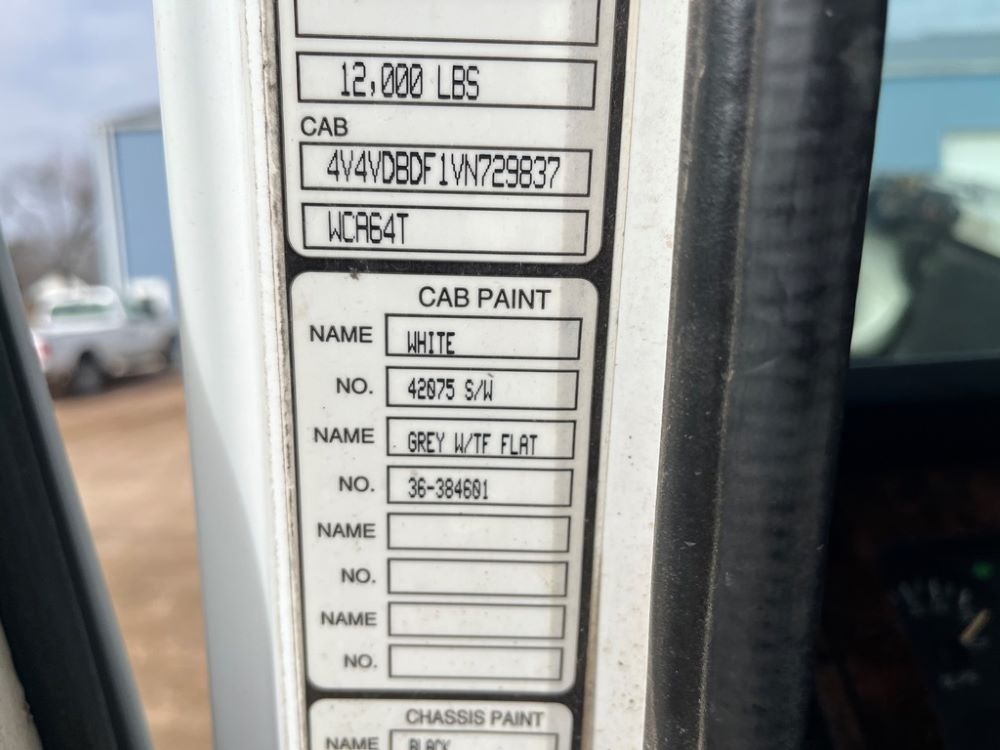 12,000 LBS
CAB
4V4VDBDF1VN729837
WCA64T
CAB PAINT
NAME WHITE
NO. 42075 S/W
NAME GREY W/TF FLAT
NO. 36-384601
NAME
NO.
NAME
NO.
CHASSIS PAINT
NAME BLACK